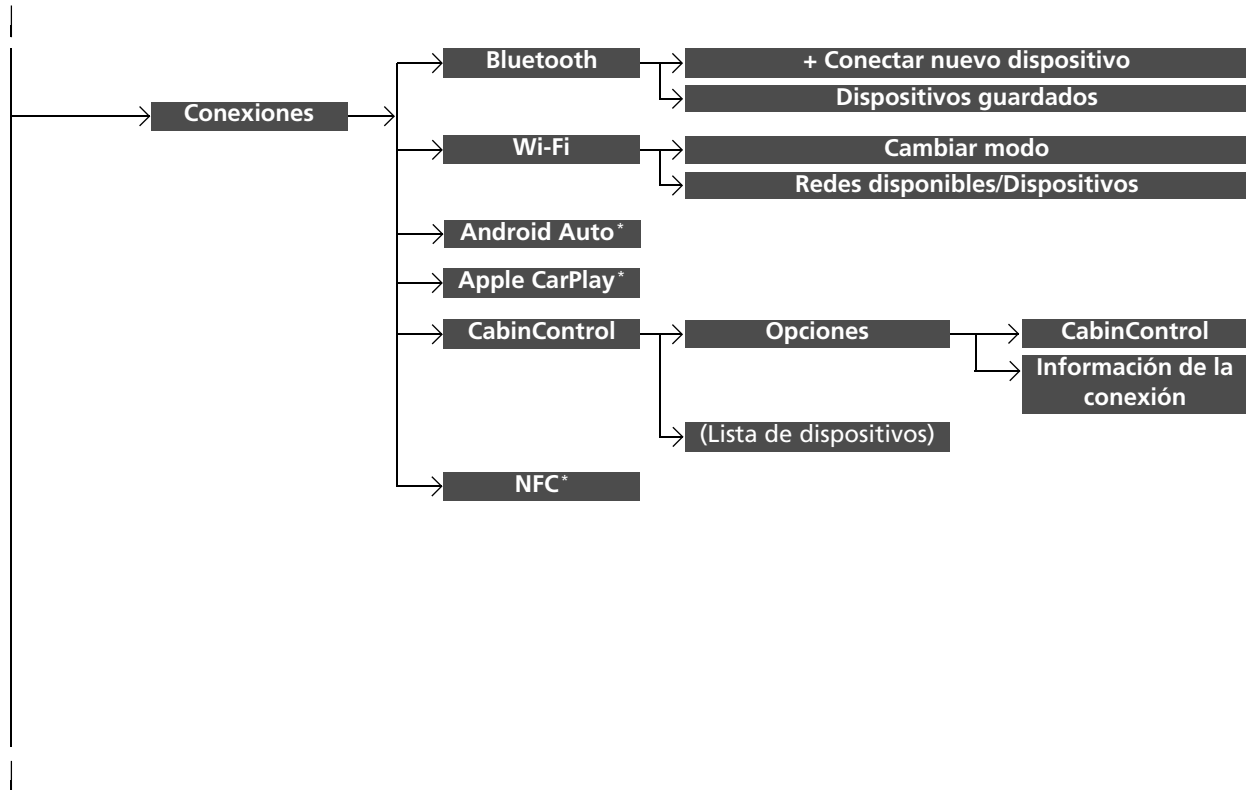 Bluetooth
+ Conectar nuevo dispositivo
Dispositivos guardados
Conexiones
Wi-Fi
Cambiar modo
Redes disponibles/Dispositivos
Android Auto*
Apple CarPlay*
CabinControl
Opciones
CabinControl
Información de la
conexión
(Lista de dispositivos)
NFC*